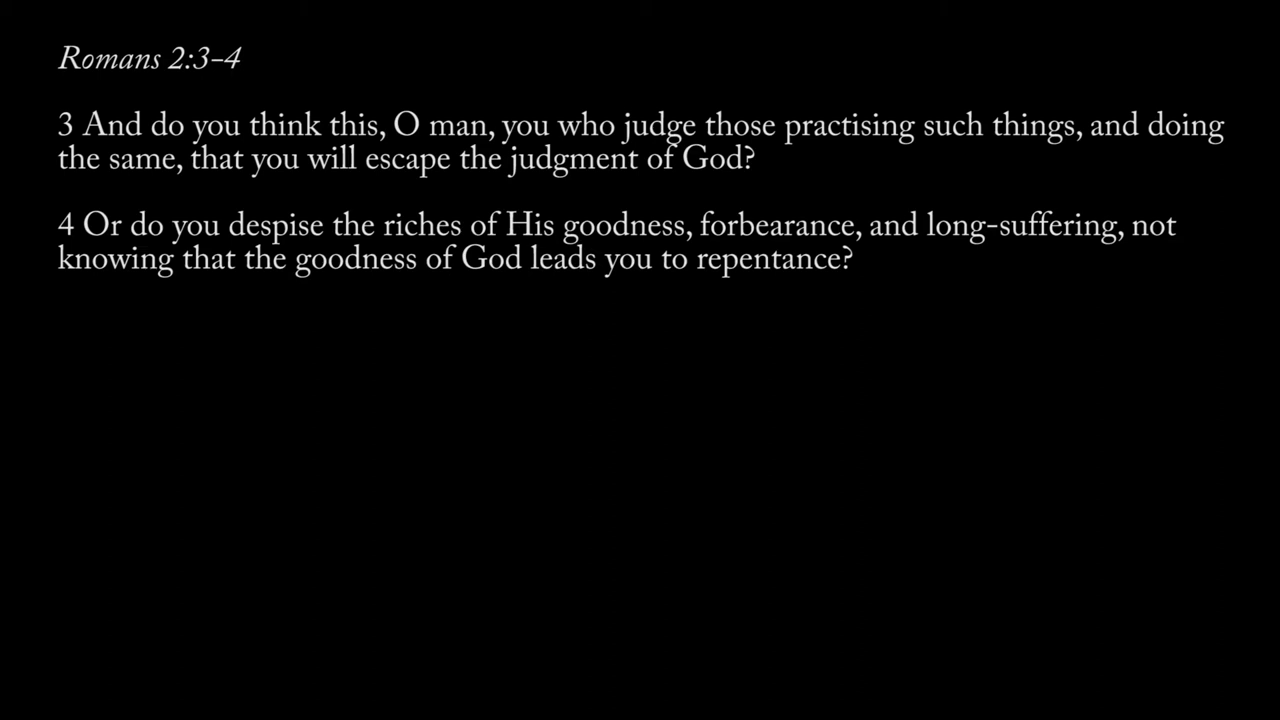 Romans 2:3-4
3 And do you think this, O man, you who judge those practising such things, and doing
the same, that you will escape the judgment of God?
4 Or do you despise the riches of His goodness, forbearance, and long-suffering, not
knowing that the goodness of God leads you to repentance?